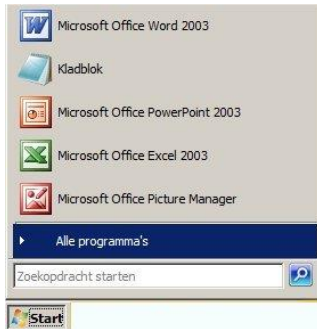 Microsoft Office Word 2003
Kladblok
Microsoft Office PowerPoint 2003
Microsoft Office Excel 2003
Microsoft Office Picture Manager
Alle programma's
Zoekopdracht starten
Start